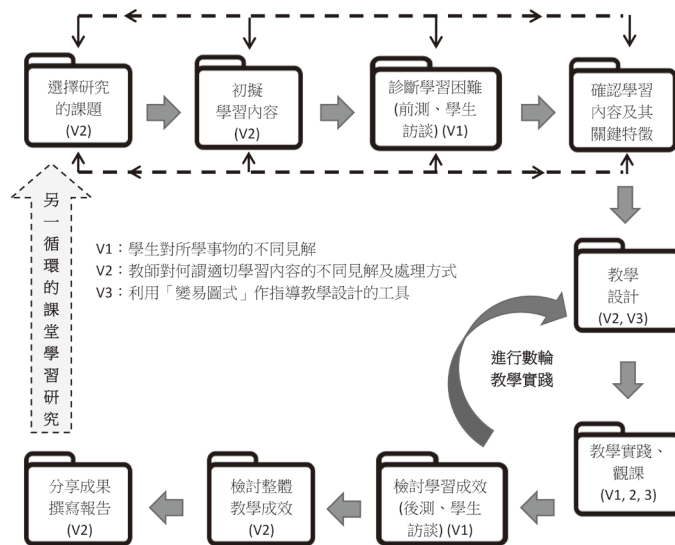 選擇研究
的課題
(V2)
初擬
學習內容
(V2)
診斷學習困難
(前測、學生
訪談) (V1)
確認學習
內容及其
關鍵特徵
另一循環的課堂學習研究
V1：學生對所學事物的不同見解
V2：教師對何謂適切學習內容的不同見解及處理方式
V3：利用「變易圖式」作指導教學設計的工具
教學
設計
(V2, V3)
進行數輪
教學實踐
教學實踐、
觀課
(V1, 2, 3)
檢討學習成效
(後測、學生
訪談) (V1)
檢討整體
教學成效
(V2)
分享成果
撰寫報告
(V2)